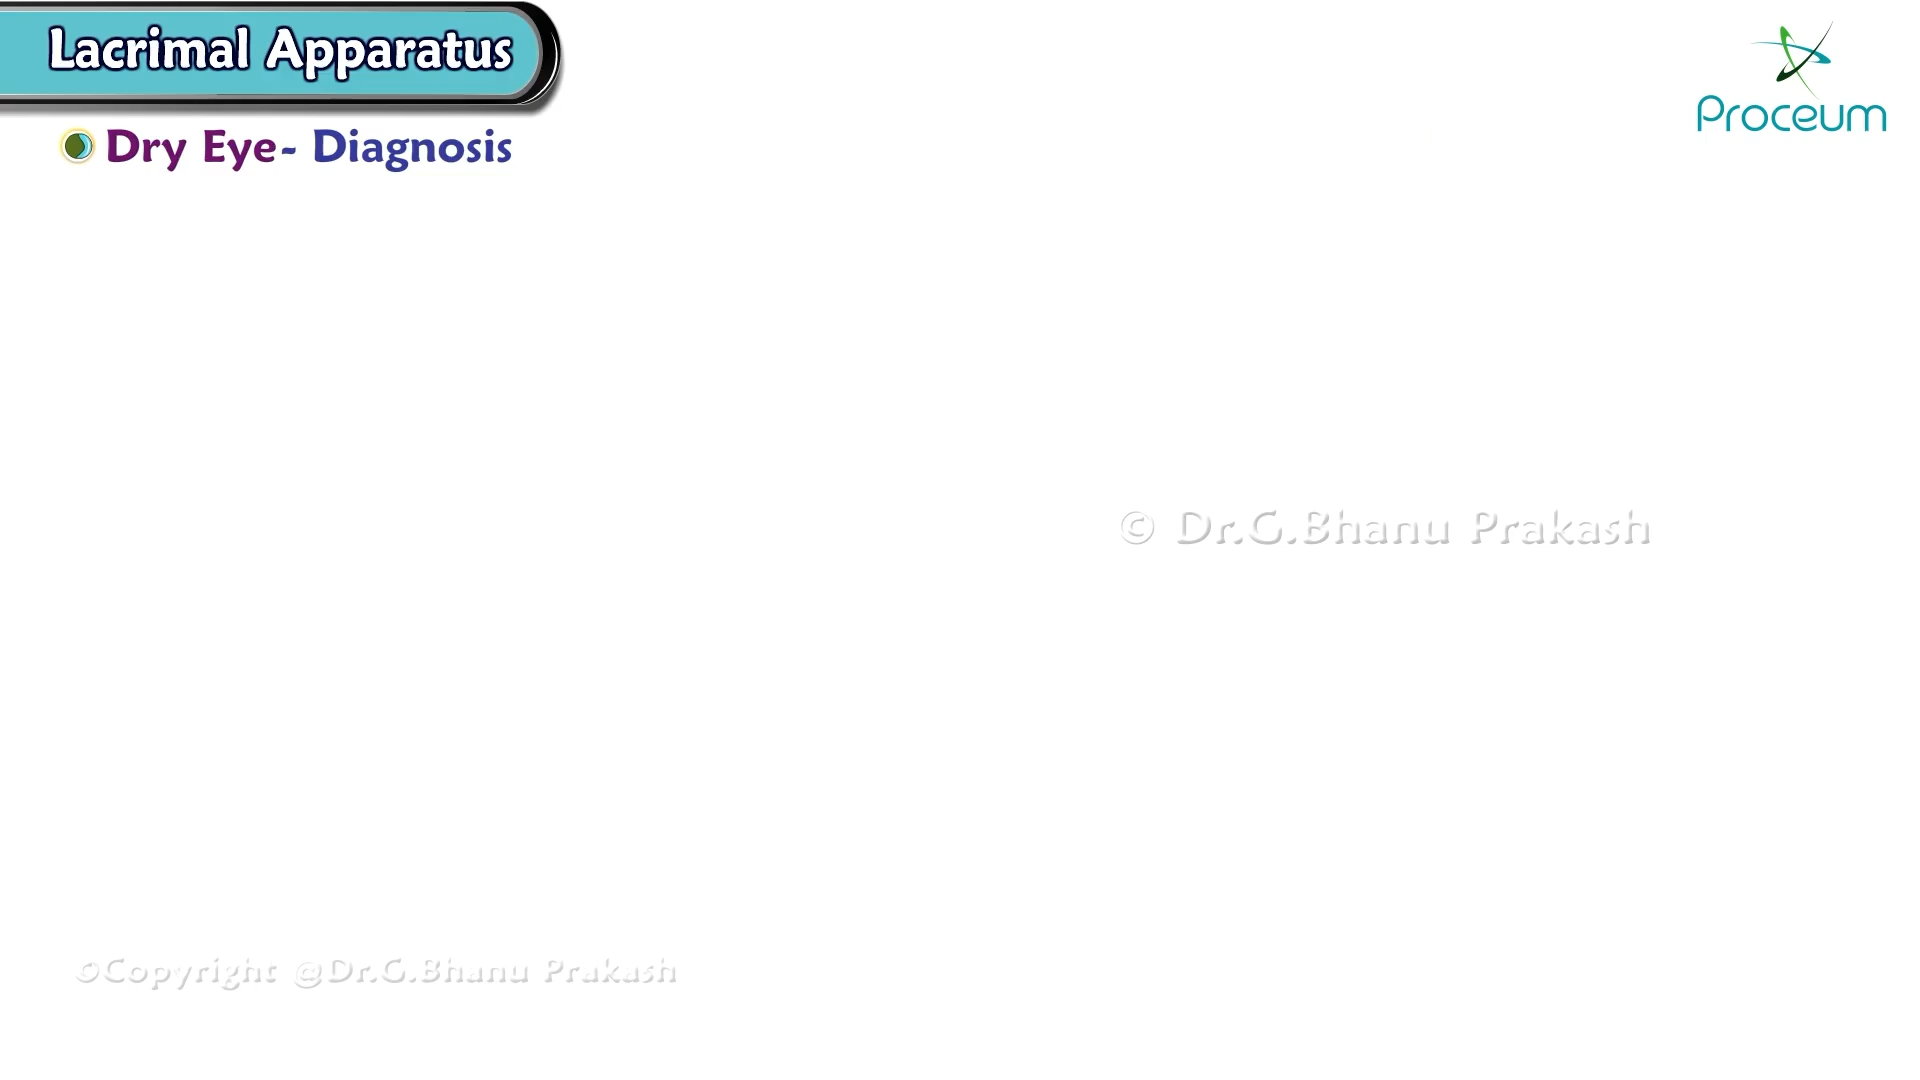 Lacrimal Apparatus
Proceum
Dry Eye- Diagnosis
© Dr.G.Bhanu Prakash
©Copyright @Dr.G.Bhanu Prakash